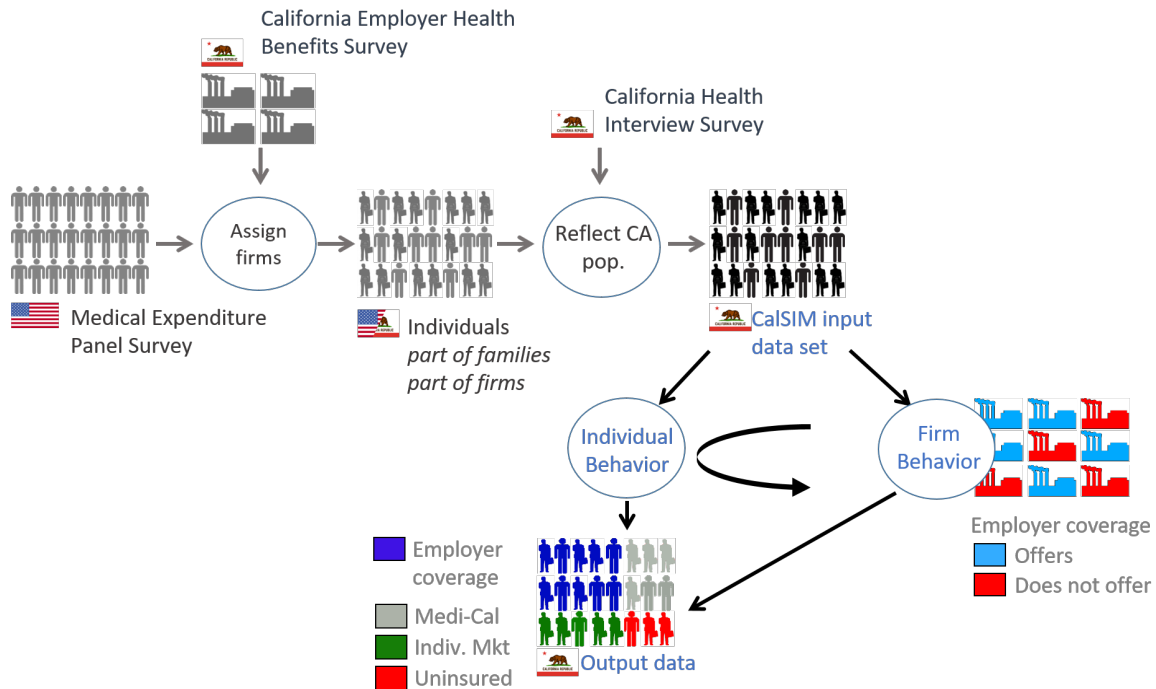 California Employer Health
Benefits Survey
California Health
Interview Survey
Assign
firms
Reflect CA
pop.
Medical Expenditure
Panel Survey
Individuals
part of families
part of firms
CalSIM input
data set
Individual
Behavior
Firm
Behavior
Employer coverage
Offers
Does not offer
Employer
coverage
Medi-Cal
Indiv. Mkt
Uninsured
Output data